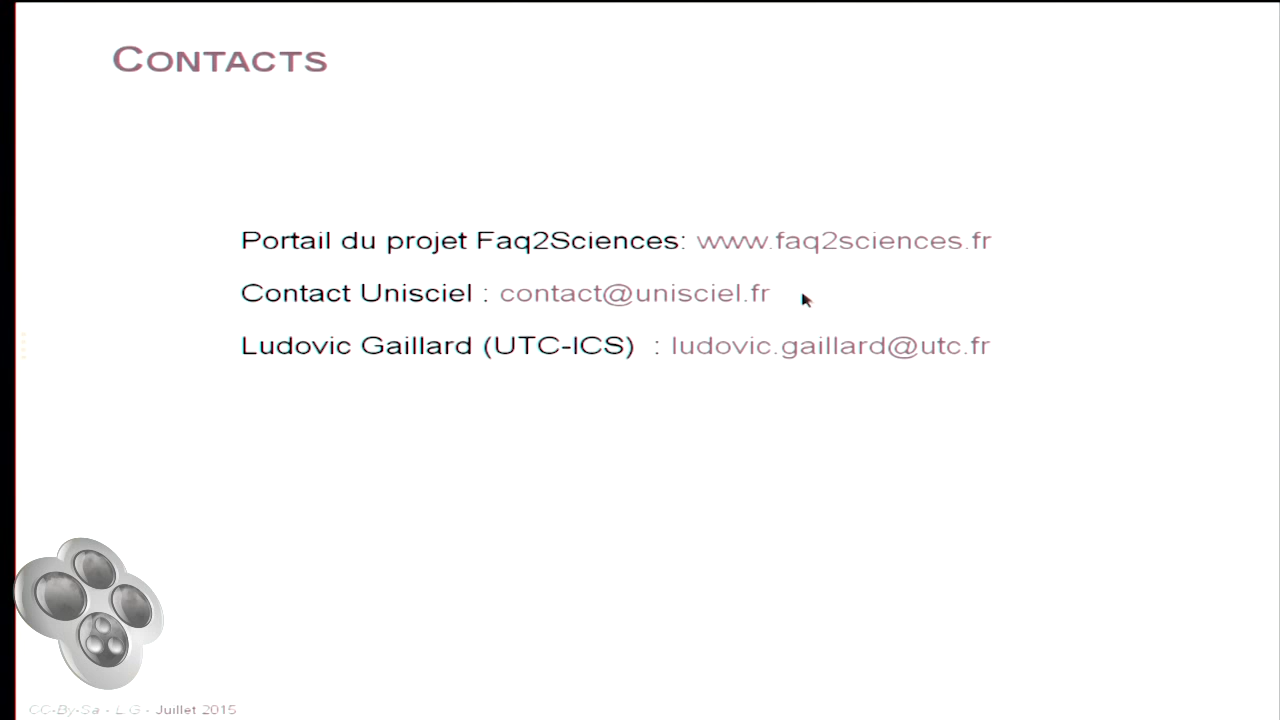 CONTACTS
Portail du projet Faq2Sciences: www.faq2sciences.fr
Contact Unisciel : contact@unisciel.fr
Ludovic Gaillard (UTC-ICS) : ludovic.gaillard@utc.fr
CC-By-Sa - L G - Juillet 2015